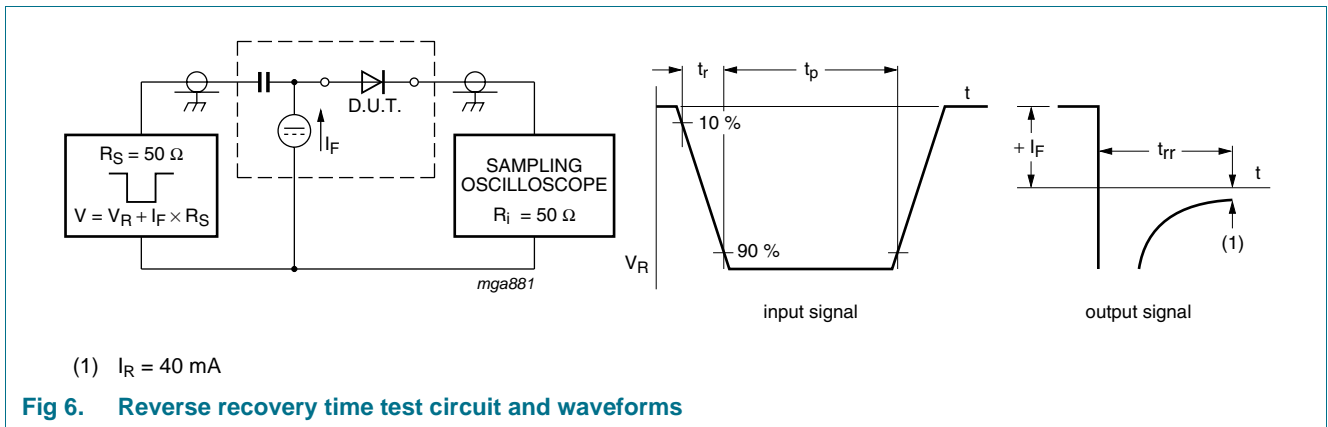 R_S = 50 Ω
V = V_R + I_F × R_S
D.U.T.
I_F
SAMPLING
OSCILLOSCOPE
R_i = 50 Ω
mga881
t_r
t_p
t
10 %
90 %
V_R
input signal
+ I_F
t_rr
t
(1)
output signal
(1) I_R = 40 mA
Fig 6. Reverse recovery time test circuit and waveforms